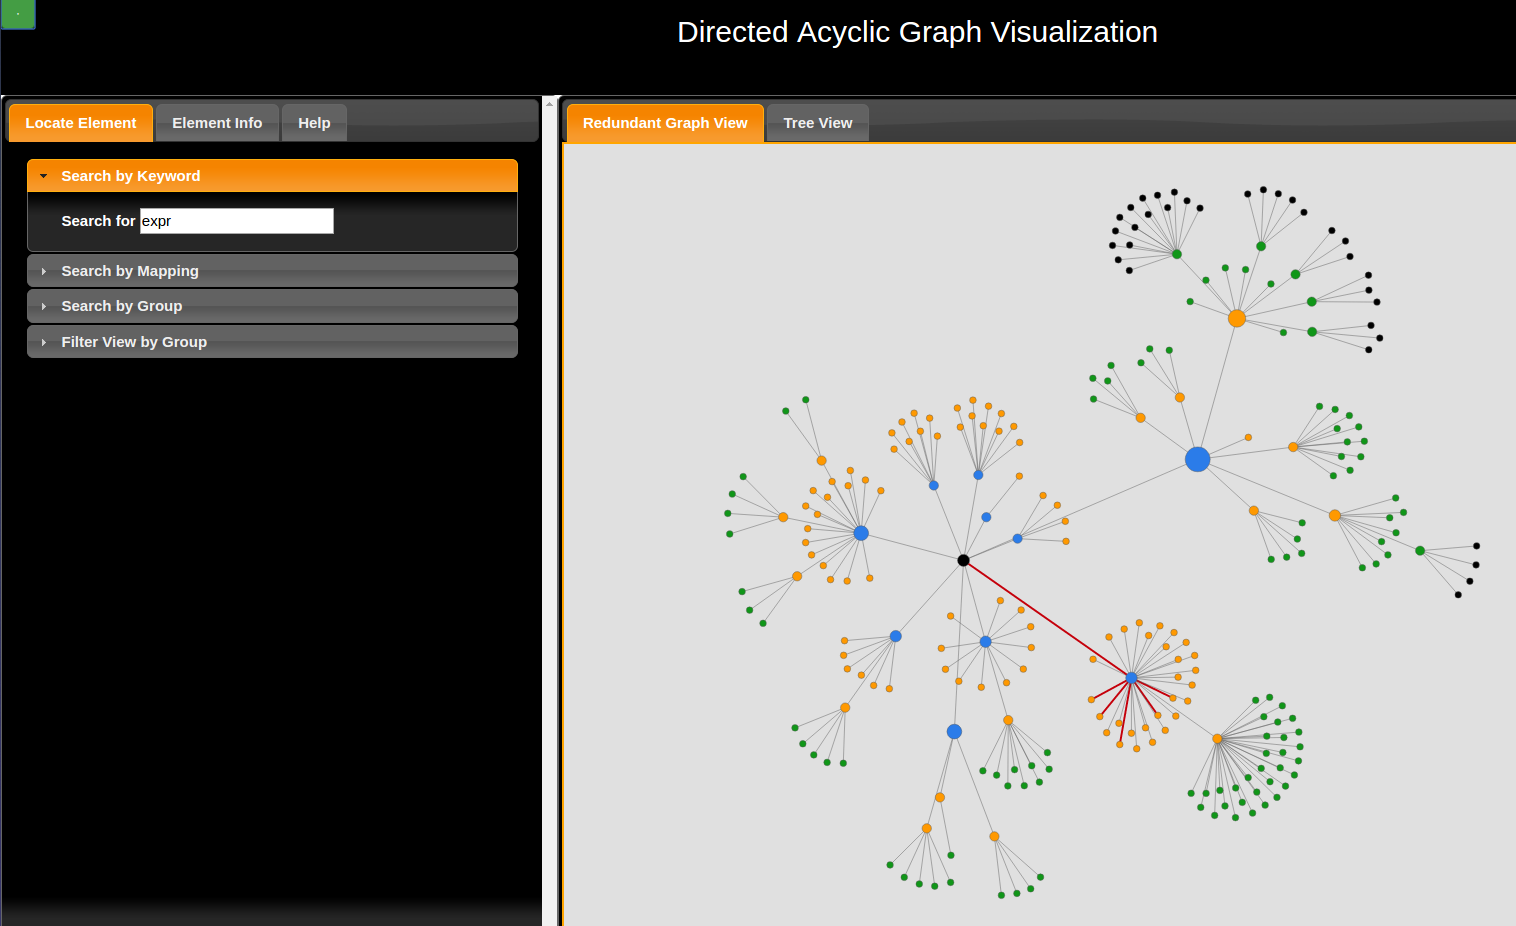 Directed Acyclic Graph Visualization
Locate Element
Element Info
Help
Redundant Graph View
Tree View
Search by Keyword
Search for expr
Search by Mapping
Search by Group
Filter View by Group